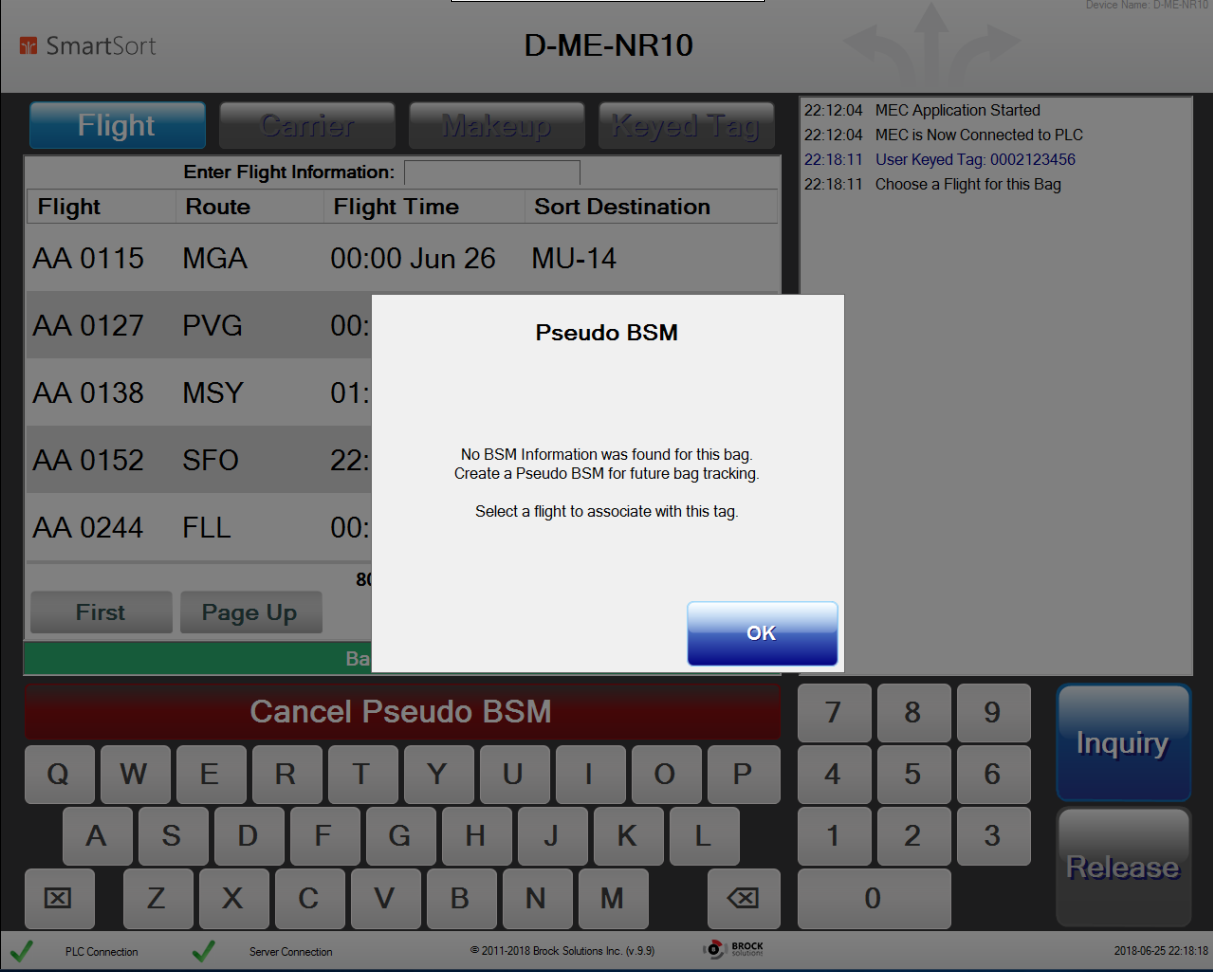 Device Name: D-ME-NR10
SmartSort
D-ME-NR10
Flight Carrier Makeup Keyed Tag
Enter Flight Information:
Flight Route Flight Time Sort Destination
AA 0115 MGA 00:00 Jun 26 MU-14
AA 0127 PVG 00:
AA 0138 MSY 01:
AA 0152 SFO 22:
AA 0244 FLL 00:
80
First Page Up
Ba
22:12:04 MEC Application Started
22:12:04 MEC is Now Connected to PLC
22:18:11 User Keyed Tag: 0002123456
22:18:11 Choose a Flight for this Bag
Pseudo BSM
No BSM Information was found for this bag.
Create a Pseudo BSM for future bag tracking.
Select a flight to associate with this tag.
OK
Cancel Pseudo BSM
Q W E R T Y U I O P
A S D F G H J K L
Z X C V B N M
7 8 9
4 5 6
1 2 3
0
Inquiry
Release
PLC Connection
Server Connection
© 2011-2018 Brock Solutions Inc. (v.9.9)
BROCK
solutions
2018-06-25 22:18:18